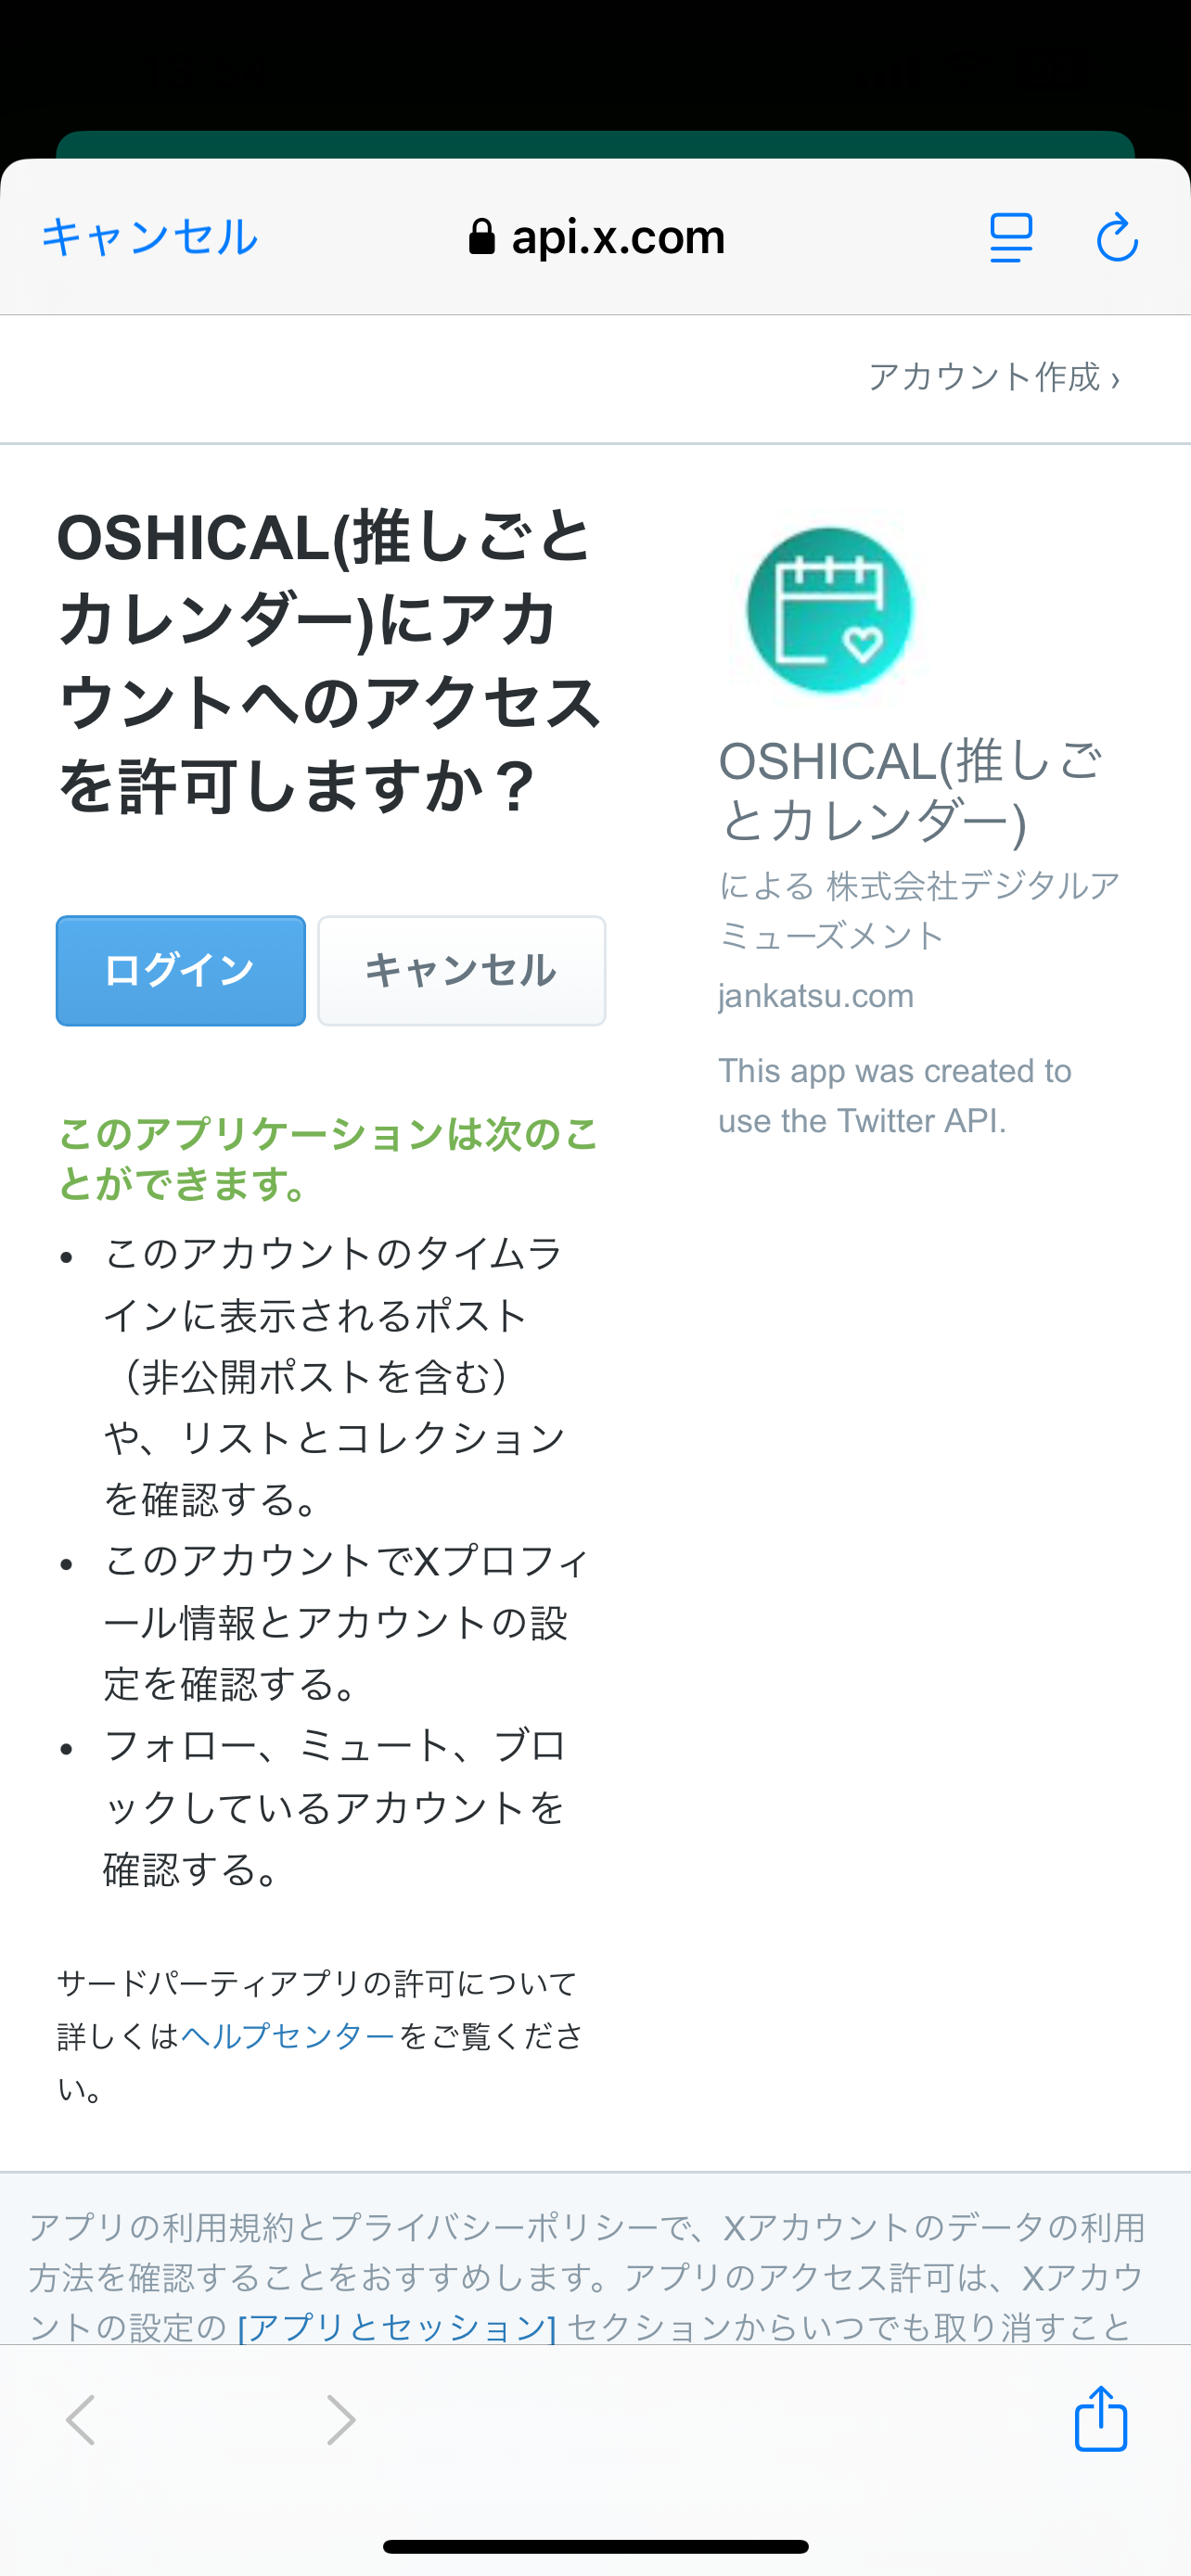 キャンセル
api.x.com
アカウント作成 ›
OSHICAL(推しごと
カレンダー)にアカ
ウントへのアクセス
を許可しますか？
ログイン
キャンセル
このアプリケーションは次のこ
とができます。
• このアカウントのタイムラ
インに表示されるポスト
（非公開ポストを含む）
や、リストとコレクション
を確認する。
• このアカウントでXプロフィ
ール情報とアカウントの設
定を確認する。
• フォロー、ミュート、ブロ
ックしているアカウントを
確認する。
サードパーティアプリの許可について
詳しくはヘルプセンターをご覧くださ
い。
OSHICAL(推しご
とカレンダー)
による 株式会社デジタルア
ミューズメント
jankatsu.com
This app was created to
use the Twitter API.
アプリの利用規約とプライバシーポリシーで、Xアカウントのデータの利用
方法を確認することをおすすめします。アプリのアクセス許可は、Xアカウ
ントの設定の [アプリとセッション] セクションからいつでも取り消すこと